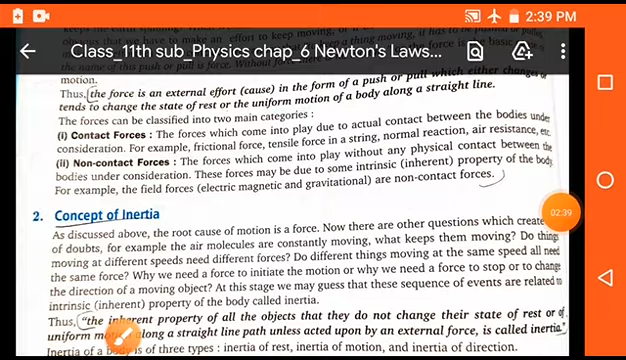 2:39 PM
Class_11th sub_Physics chap_6 Newton's Laws...
motion.
Thus, the force is an external effort (cause) in the form of a push or pull which either changes or
tends to change the state of rest or the uniform motion of a body along a straight line.
The forces can be classified into two main categories :
(i) Contact Forces : The forces which come into play due to actual contact between the bodies under
consideration. For example, frictional force, tensile force in a string, normal reaction, air resistance, etc.
(ii) Non-contact Forces : The forces which come into play without any physical contact between the
bodies under consideration. These forces may be due to some intrinsic (inherent) property of the body
For example, the field forces (electric magnetic and gravitational) are non-contact forces.
02:39
2. Concept of Inertia
As discussed above, the root cause of motion is a force. Now there are other questions which create
of doubts, for example the air molecules are constantly moving, what keeps them moving? Do things
moving at different speeds need different forces? Do different things moving at the same speed all need
the same force? Why we need a force to initiate the motion or why we need a force to stop or to change
the direction of a moving object? At this stage we may guess that these sequence of events are related to
intrinsic (inherent) property of the body called inertia.
Thus, "the inherent property of all the objects that they do not change their state of rest or of
uniform along a straight line path unless acted upon by an external force, is called inertia."
Inertia of a body is of three types : inertia of rest, inertia of motion, and inertia of direction.